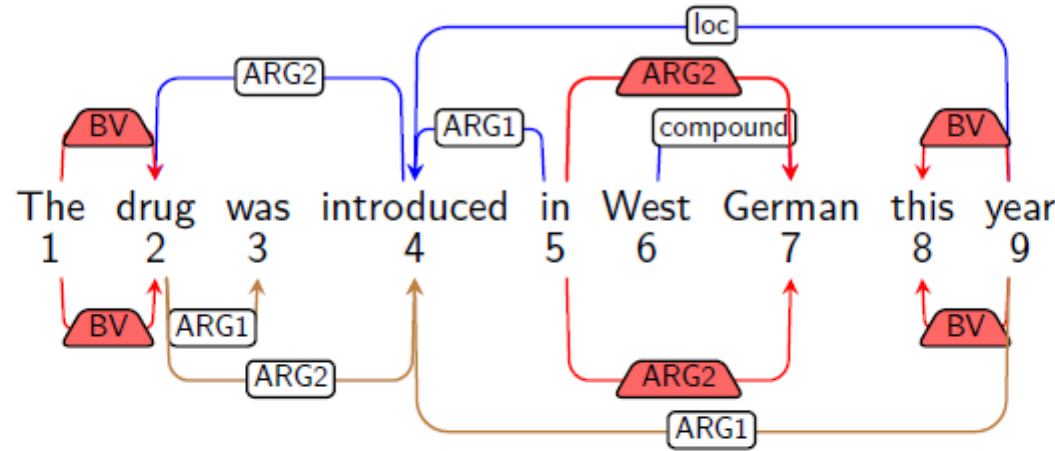 loc
ARG2 ARG2
BV ARG1 compound BV
The drug was introduced in West German this year
1 2 3 4 5 6 7 8 9
BV ARG1 BV
ARG2 ARG2
ARG1